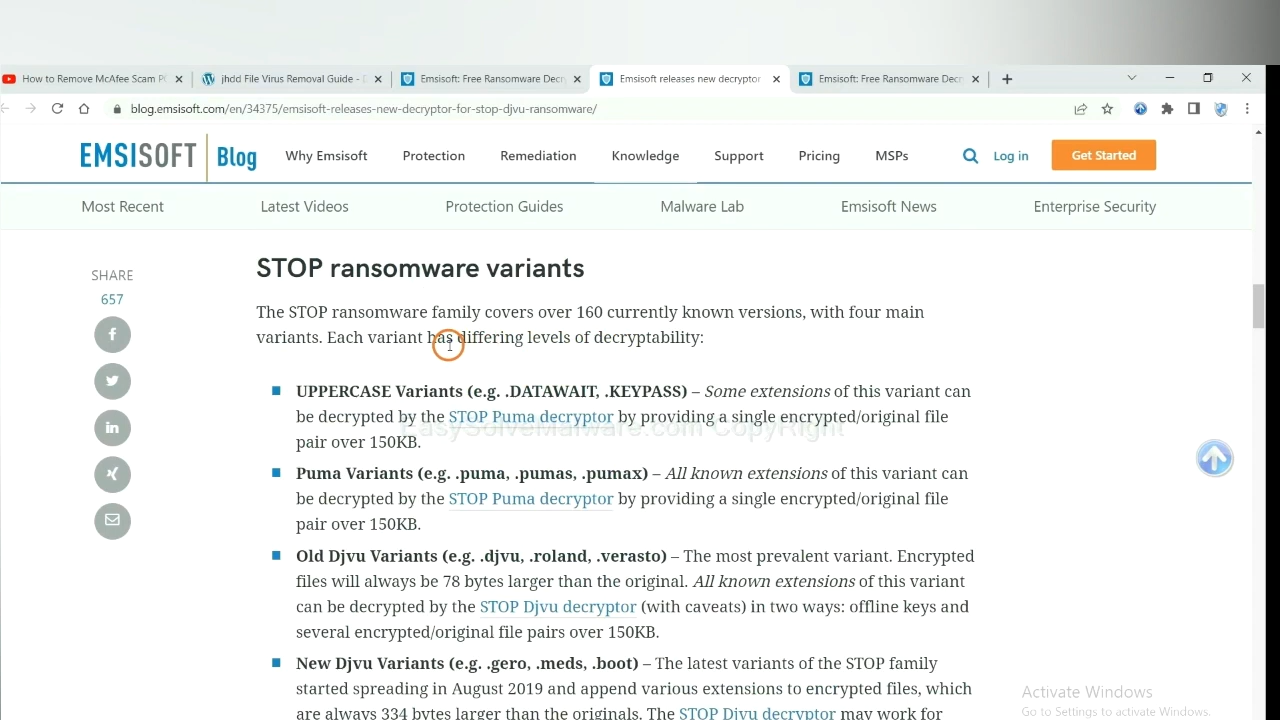 How to Remove McAfee Scam P
jhdd File Virus Removal Guide -
Emsisoft: Free Ransomware Decr
Emsisoft releases new decryptor
Emsisoft: Free Ransomware Decr
blog.emsisoft.com/en/34375/emsisoft-releases-new-decryptor-for-stop-djvu-ransomware/
EMSISOFT Blog Why Emsisoft Protection Remediation Knowledge Support Pricing MSPs Log in Get Started
Most Recent Latest Videos Protection Guides Malware Lab Emsisoft News Enterprise Security
SHARE
657
STOP ransomware variants
The STOP ransomware family covers over 160 currently known versions, with four main
variants. Each variant has differing levels of decryptability:
UPPERCASE Variants (e.g. .DATAWAIT, .KEYPASS) – Some extensions of this variant can
be decrypted by the STOP Puma decryptor by providing a single encrypted/original file
EasySolveMalware.com CopyRight
pair over 150KB.
Puma Variants (e.g. .puma, .pumas, .pumax) – All known extensions of this variant can
be decrypted by the STOP Puma decryptor by providing a single encrypted/original file
pair over 150KB.
Old Djvu Variants (e.g. .djvu, .roland, .verasto) – The most prevalent variant. Encrypted
files will always be 78 bytes larger than the original. All known extensions of this variant
can be decrypted by the STOP Djvu decryptor (with caveats) in two ways: offline keys and
several encrypted/original file pairs over 150KB.
New Djvu Variants (e.g. .gero, .meds, .boot) – The latest variants of the STOP family
started spreading in August 2019 and append various extensions to encrypted files, which
are always 334 bytes larger than the originals. The STOP Djvu decryptor may work for
Activate Windows
Go to Settings to activate Windows.